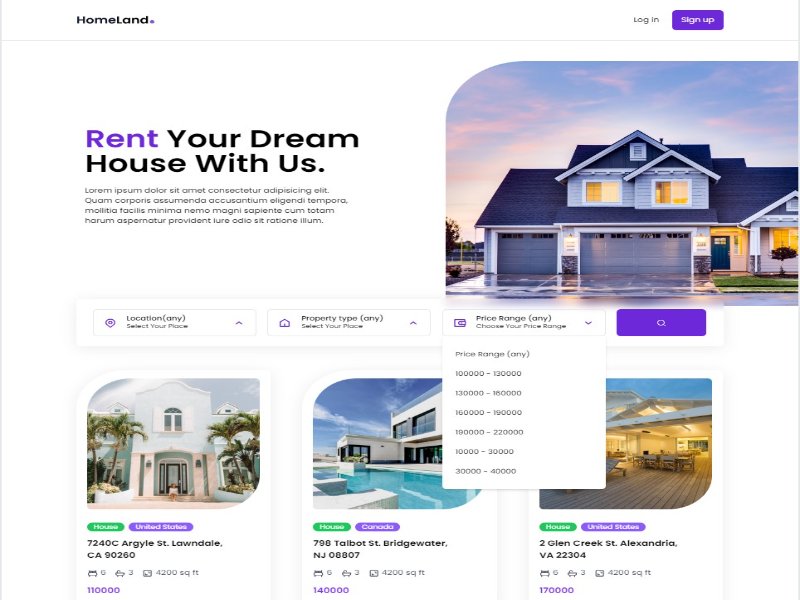 HomeLand.
Log in
Sign up
Rent Your Dream
House With Us.
Lorem ipsum dolor sit amet consectetur adipisicing elit.
Quam corporis assumenda accusantium eligendi tempora,
mollitia facilis minima nemo magni sapiente cum totam
harum aspernatur provident iure odio sit ratione illum.
Location(any)
Select Your Place
Property type (any)
Select Your Place
Price Range (any)
Choose Your Price Range
Price Range (any)
100000 - 130000
130000 - 160000
160000 - 190000
190000 - 220000
10000 - 30000
30000 - 40000
House
United States
7240C Argyle St. Lawndale,
CA 90260
6
3
4200 sq ft
110000
House
Canada
798 Talbot St. Bridgewater,
NJ 08807
6
3
4200 sq ft
140000
House
United States
2 Glen Creek St. Alexandria,
VA 22304
6
3
4200 sq ft
170000